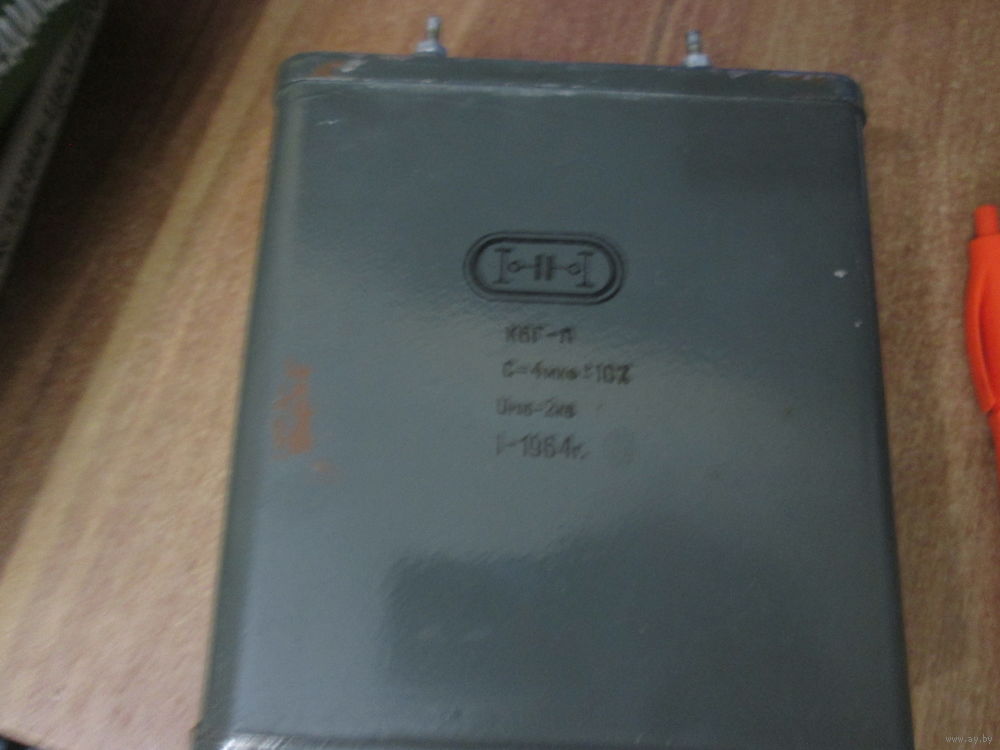 КБГ-П
C=4мкф±10%
Uраб=2кв
I-1964г.
www.ay.by